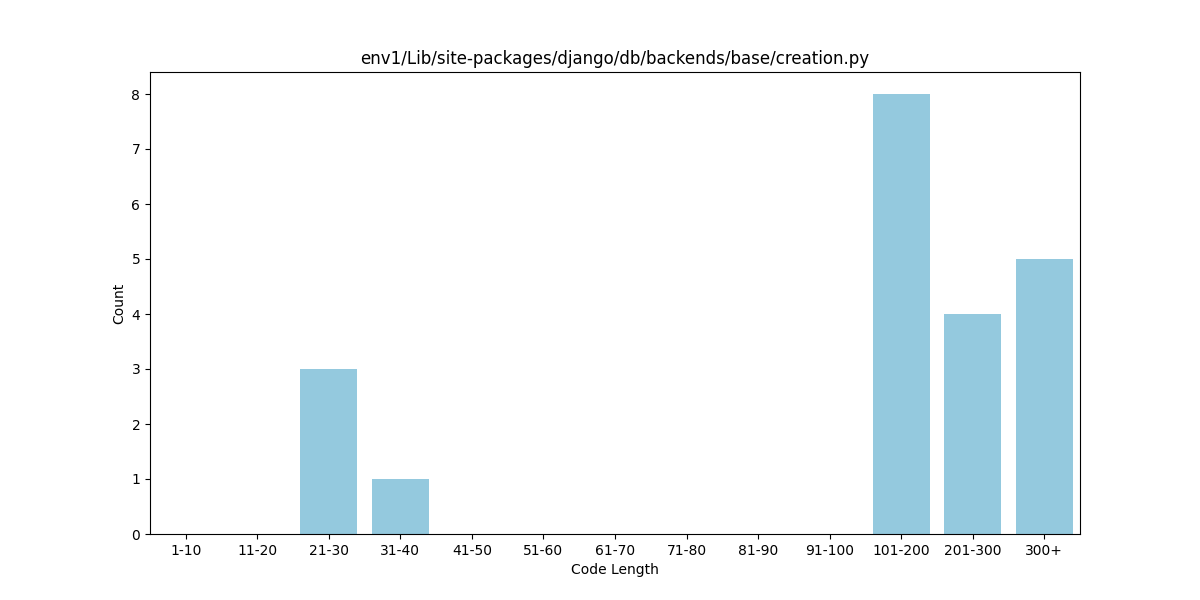 env1/Lib/site-packages/django/db/backends/base/creation.py
8
7
6
5
4
3
2
1
0
Count
1-10 11-20 21-30 31-40 41-50 51-60 61-70 71-80 81-90 91-100 101-200 201-300 300+
Code Length